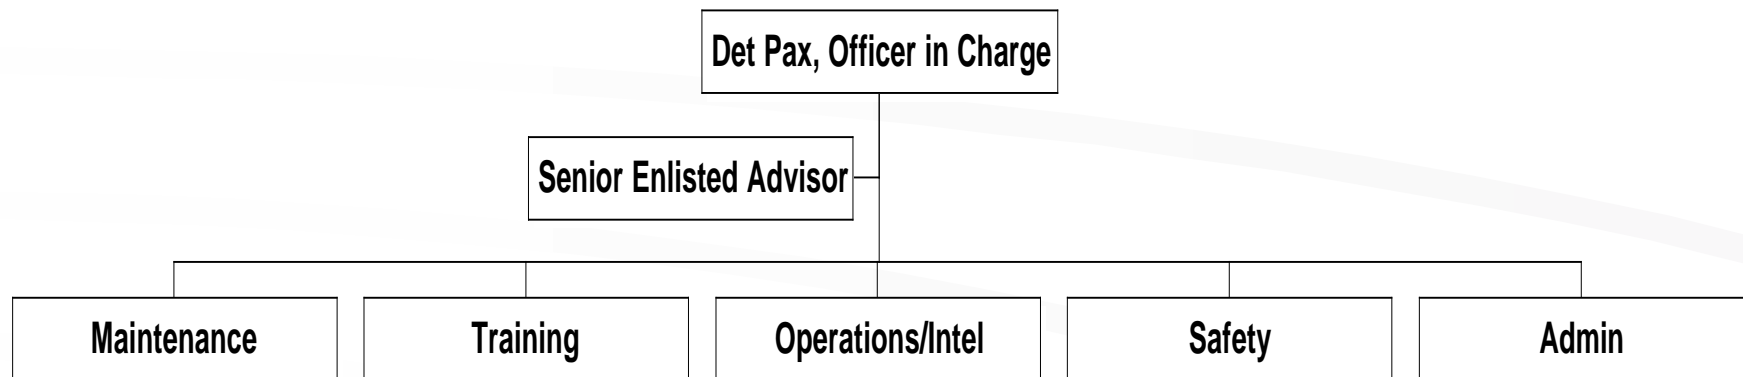 Det Pax, Officer in Charge
Senior Enlisted Advisor
Maintenance
Training
Operations/Intel
Safety
Admin